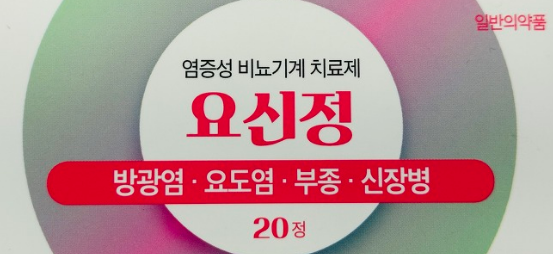 일반의약품
염증성 비뇨기계 치료제
요신정
방광염 · 요도염 · 부종 · 신장병
20정